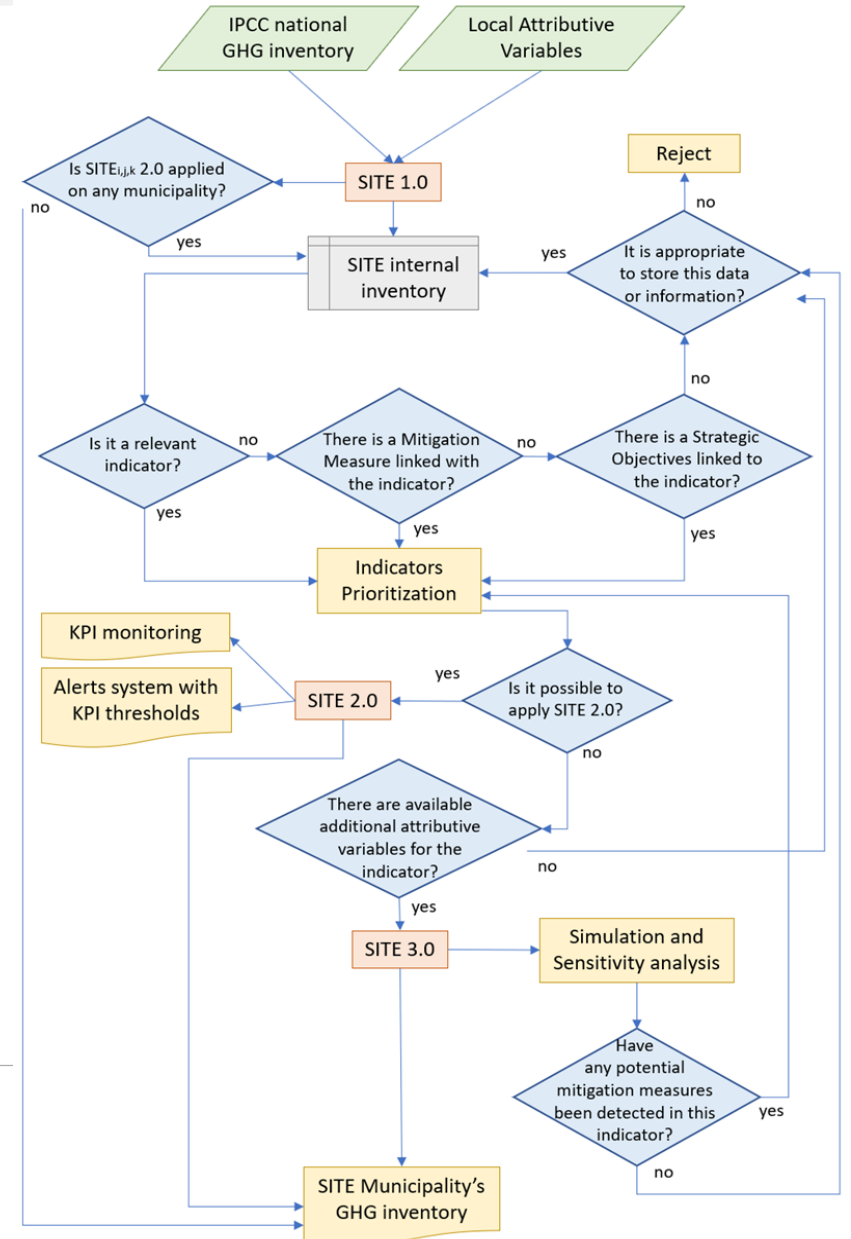 IPCC national
GHG inventory
Local Attributive
Variables
Is SITEi,j,k 2.0 applied
on any municipality?
SITE 1.0
Reject
no
no
yes
SITE internal
inventory
yes
It is appropriate
to store this data
or information?
no
Is it a relevant
indicator?
no
There is a Mitigation
Measure linked with
the indicator?
no
There is a Strategic
Objectives linked to
the indicator?
yes
yes
yes
Indicators
Prioritization
KPI monitoring
Alerts system with
KPI thresholds
SITE 2.0
yes
Is it possible to
apply SITE 2.0?
no
There are available
additional attributive
variables for the
indicator?
no
yes
SITE 3.0
Simulation and
Sensitivity analysis
Have
any potential
mitigation measures
been detected in this
indicator?
yes
no
SITE Municipality's
GHG inventory